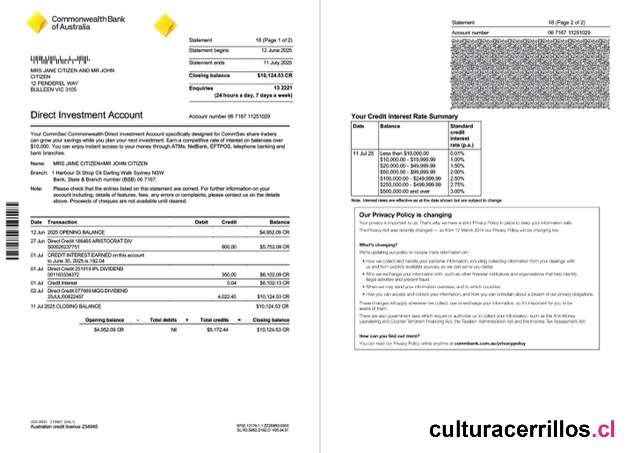 CommonwealthBank
of Australia
Statement 18 (Page 1 of 2)
Statement begins 12 June 2025
Statement ends 11 July 2025
Closing balance $10,124.53 CR
Enquiries 13 2221
(24 hours a day, 7 days a week)
MRS JANE CITIZEN AND MR JOHN
CITIZEN
12 PENDEREL WAY
BULLEEN VIC 3105
Direct Investment Account
Account number 06 7167 11251029
Your CommSec Commonwealth Direct Investment Account specifically designed for CommSec share traders
can grow your savings while you plan your next investment. Earn a competitive rate of interest on balances over
$10,000. You can enjoy instant access to your money through ATMs, NetBank, EFTPOS, telephone banking and
bank branches.
Name: MRS JANE CITIZEN+MR JOHN CITIZEN
Branch: 1 Harbour St Shop C4 Darling Walk Sydney NSW
Bank, State & Branch number (BSB) 06 7167,
Note: Please check that the entries listed on this statement are correct. For further information on your
account including; details of features, fees, any errors or complaints, please contact us on the details
above. Proceeds of cheques are not available until cleared.
Date Transaction Debit Credit Balance
12 Jun 2025 OPENING BALANCE $4,952.09 CR
27 Jun Direct Credit 186465 ARISTOCRAT DIV
S00026237751 800.00 $5,752.09 CR
01 Jul CREDIT INTEREST EARNED on this account
to June 30, 2025 is 192.04
01 Jul Direct Credit 251919 IPL DIVIDEND
001163336372 350.00 $6,102.09 CR
01 Jul Credit Interest 0.04 $6,102.13 CR
02 Jul Direct Credit 077669 MQG DIVIDEND
25JUL/00822457 4,022.40 $10,124.53 CR
11 Jul 2025 CLOSING BALANCE $10,124.53 CR
Opening balance - Total debits + Total credits = Closing balance
$4,952.09 CR Nil $5,172.44 $10,124.53 CR
Australian credit licence 234945
Statement 18 (Page 2 of 2)
Account number 06 7167 11251029
Your Credit Interest Rate Summary
Date Balance Standard
credit
interest
rate (p.a.)
11 Jul 25 Less than $10,000.00 0.01%
$10,000.00 - $19,999.99 1.00%
$20,000.00 - $49,999.99 1.50%
$50,000.00 - $99,999.99 2.00%
$100,000.00 - $249,999.99 2.50%
$250,000.00 - $499,999.99 2.75%
$500,000.00 and over 3.00%
Note. Interest rates are effective as at the date shown but are subject to change.
Our Privacy Policy is changing
Your privacy is important to us. That's why we have a strict Privacy Policy in place to keep your information safe.
The Privacy Act was recently changed – so from 12 March 2014 our Privacy Policy will be changing too.
What's changing?
We're updating our policy to include more information on:
• How we collect and handle your personal information, including collecting information from your dealings with
us and from publicly available sources, so we can serve you better
• Who we exchange your information with, such as other financial institutions and organisations that help identify
illegal activities and prevent fraud.
• When we may send your information overseas, and to which countries
• How you can access and correct your information, and how you can complain about a breach of our privacy obligations.
These changes will apply whenever we collect, use or exchange your information, so it's important for you to be
aware of them.
There are also government laws which require or authorise us to collect your information, such as the Anti-Money
Laundering and Counter Terrorism Financing Act, the Taxation Administration Act and the Income Tax Assessment Act.
How can you find out more?
You can read our Privacy Policy online anytime at commbank.com.au/privacypolicy
culturacerrillos.cl